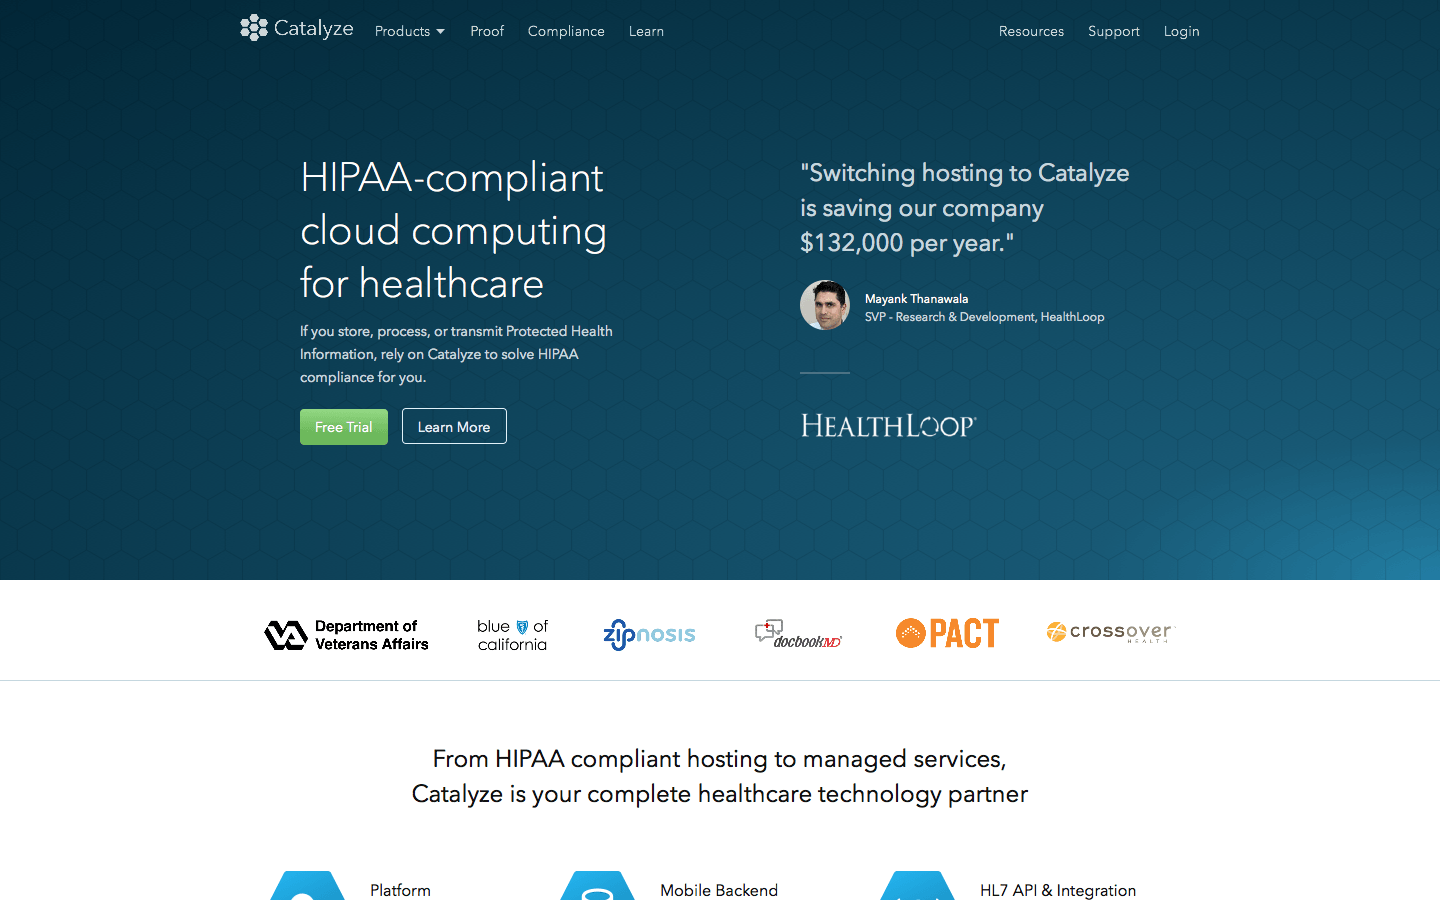 Catalyze Products Proof Compliance Learn Resources Support Login
HIPAA-compliant
cloud computing
for healthcare
If you store, process, or transmit Protected Health
Information, rely on Catalyze to solve HIPAA
compliance for you.
Free Trial Learn More
"Switching hosting to Catalyze
is saving our company
$132,000 per year."
Mayank Thanawala
SVP - Research & Development, HealthLoop
HEALTHLOOP
Department of
Veterans Affairs
blue of
california
zipnosis
docbookMD
PACT
crossover
HEALTH
From HIPAA compliant hosting to managed services,
Catalyze is your complete healthcare technology partner
Platform
Mobile Backend
HL7 API & Integration